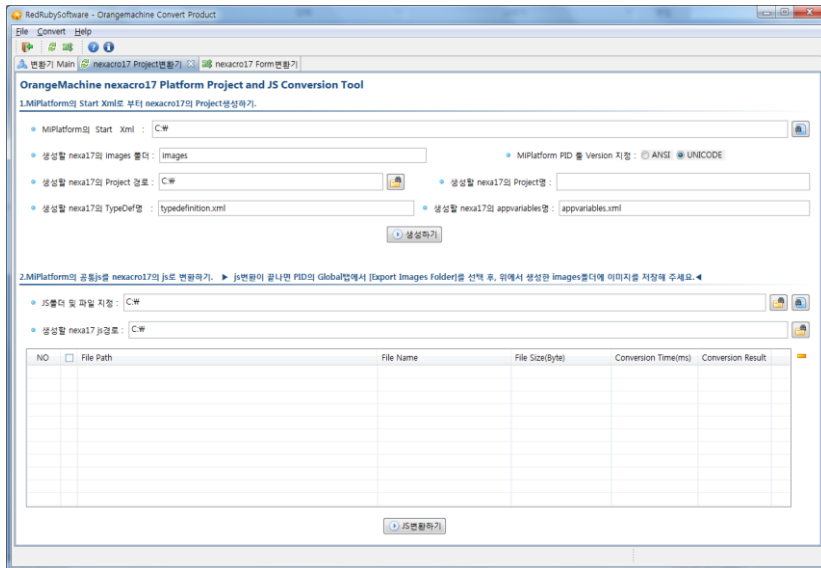 RedRubySoftware - Orangemachine Convert Product
File Convert Help
변환기 Main nexacro17 Project변환기 nexacro17 Form변환기
OrangeMachine nexacro17 Platform Project and JS Conversion Tool
1.MiPlatform의 Start Xml로 부터 nexacro17의 Project생성하기.
MiPlatform의 Start Xml : C:₩
생성할 nexa17의 images 폴더 : images MiPlatform PID 툴 Version 지정 : ANSI UNICODE
생성할 nexa17의 Project 경로 : C:₩ 생성할 nexa17의 Project명 :
생성할 nexa17의 TypeDef명 : typedefinition.xml 생성할 nexa17의 appvariables명 : appvariables.xml
생성하기
2.MiPlatform의 공통js를 nexacro17의 js로 변환하기. ▶ js변환이 끝나면 PID의 Global탭에서 [Export Images Folder]를 선택 후, 위에서 생성한 images폴더에 이미지를 저장해 주세요.◀
JS폴더 및 파일 지정 : C:₩
생성할 nexa17 js경로 : C:₩
NO File Path File Name File Size(Byte) Conversion Time(ms) Conversion Result
JS변환하기